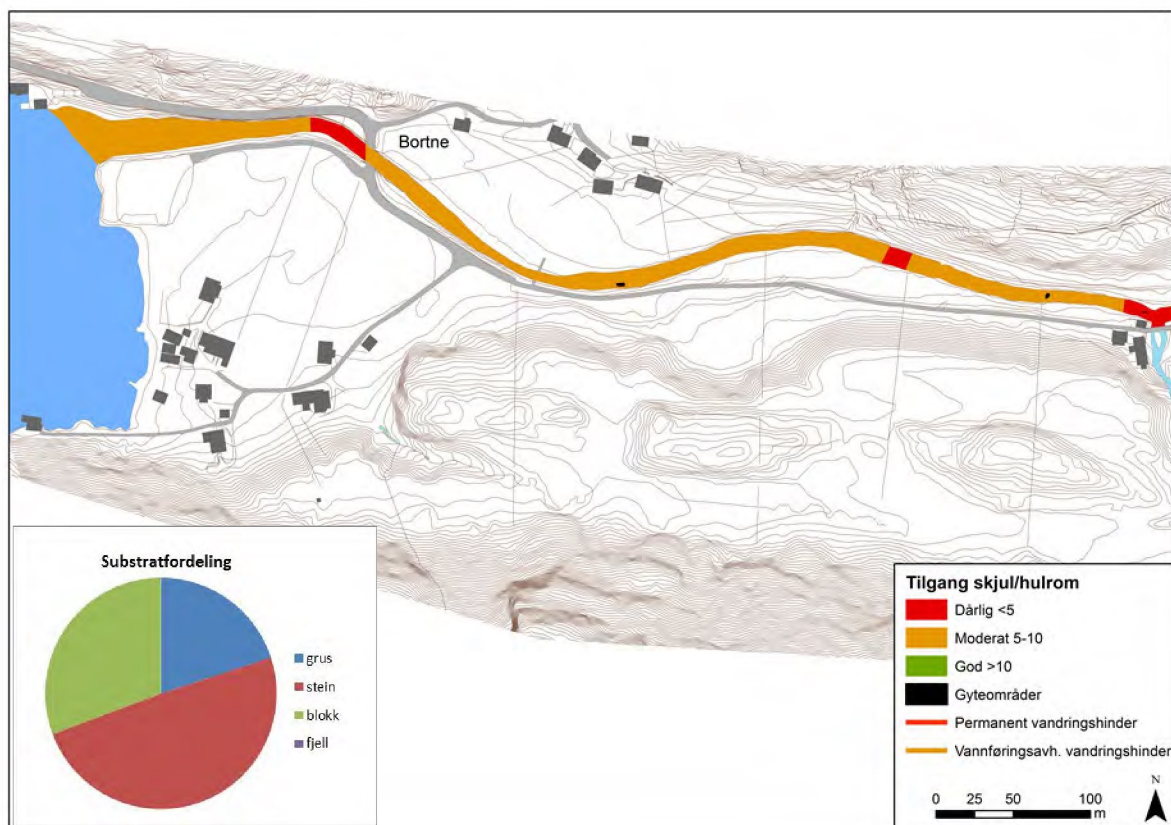 Bortne
Substratfordeling
grus
stein
blokk
fjell
Tilgang skjul/hulrom
Dårlig <5
Moderat 5-10
God >10
Gyteområder
Permanent vandringshinder
Vannføringsavh. vandringshinder
N
0 25 50 100
m